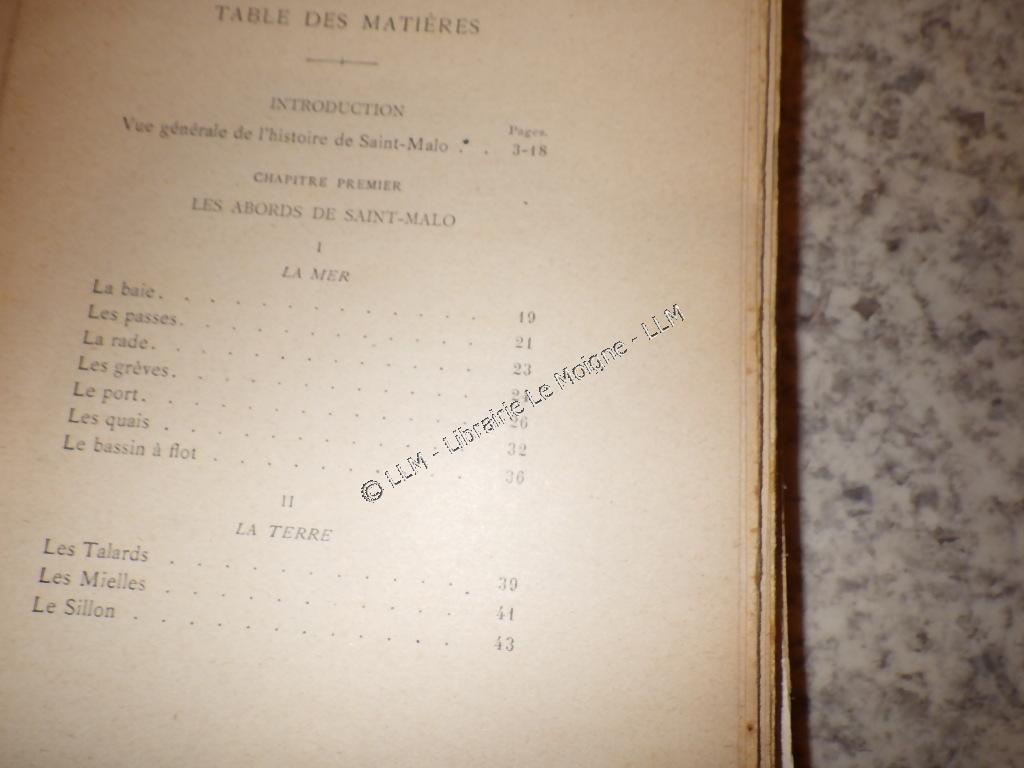 TABLE DES MATIÈRES
INTRODUCTION
Pages.
Vue générale de l'histoire de Saint-Malo . . 3-18
CHAPITRE PREMIER
LES ABORDS DE SAINT-MALO
I
LA MER
La baie. . . . . . . . . . 19
Les passes. . . . . . . . . 21
La rade. . . . . . . . . . 23
Les grèves. . . . . . . . .
Le port. . . . . . . . . . 26
Les quais . . . . . . . . . 32
Le bassin à flot . . . . . . . 36
© LLM - Librairie Le Moigne - LLM
II
LA TERRE
Les Talards . . . . . . . . . 39
Les Mielles . . . . . . . . . 41
Le Sillon . . . . . . . . . . 43